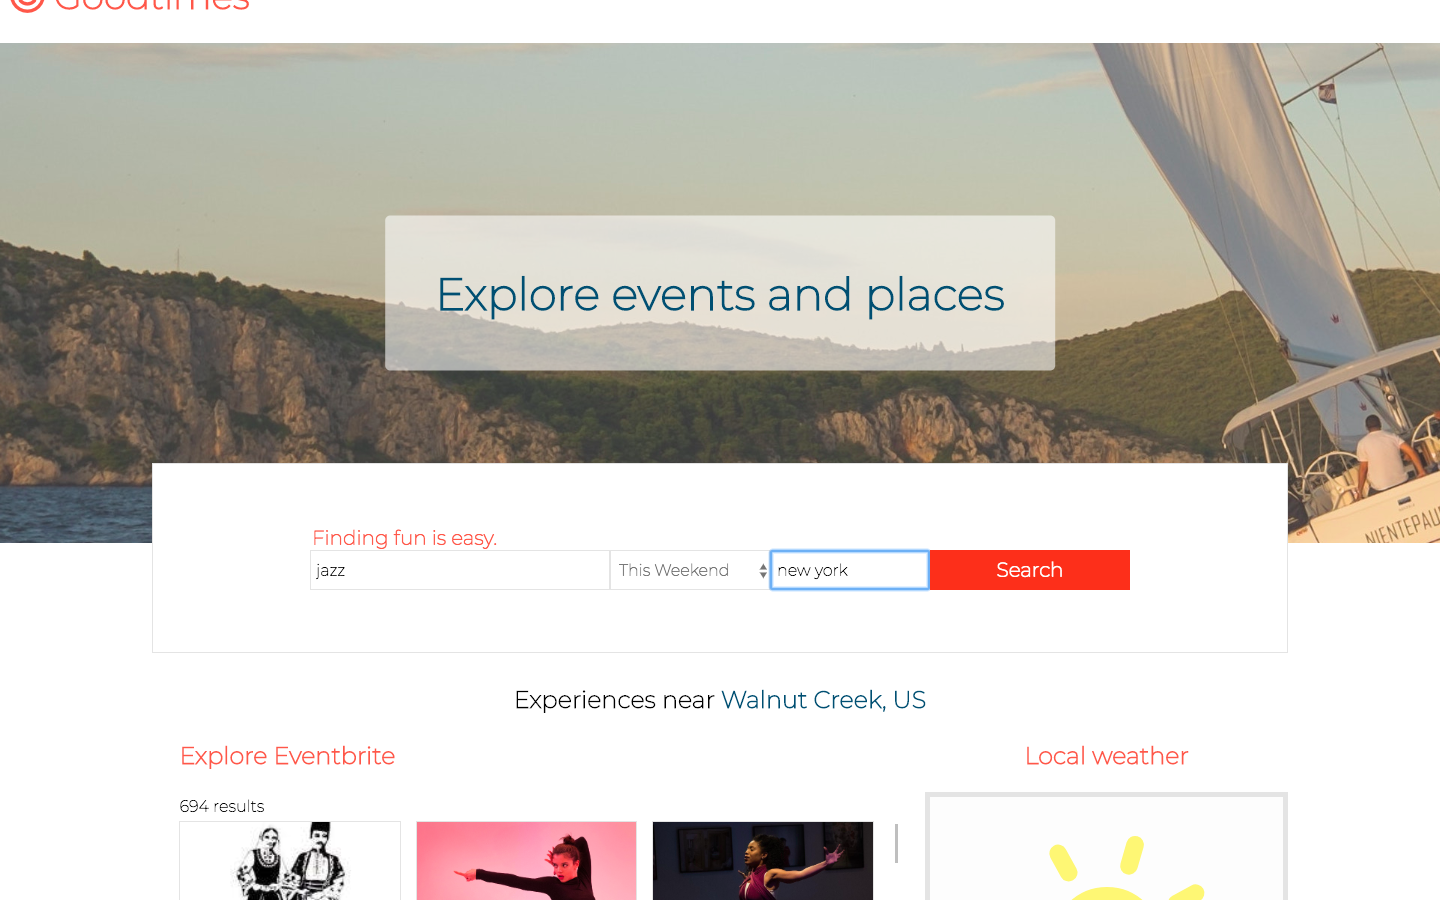 Goodtimes
Explore events and places
Finding fun is easy.
jazz
This Weekend
new york
Search
Experiences near Walnut Creek, US
Explore Eventbrite
Local weather
694 results